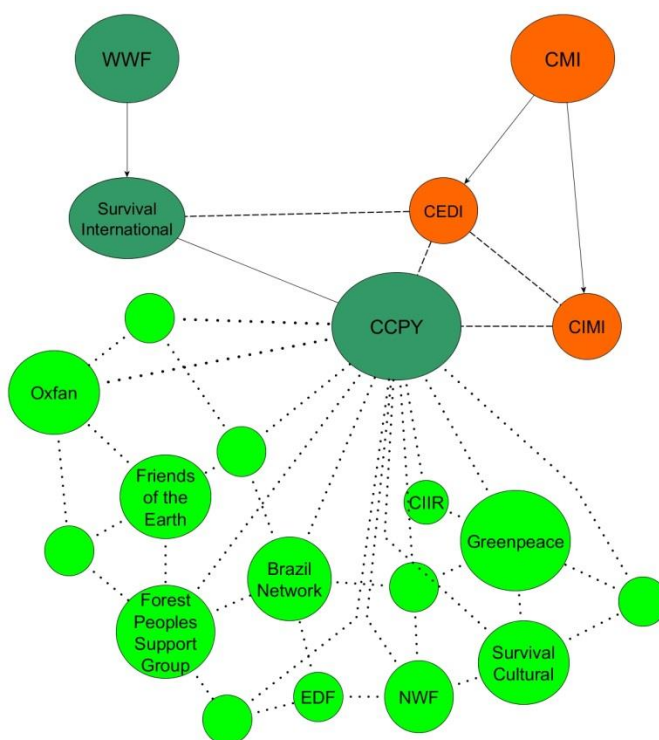 WWF
CMI
Survival
International
CEDI
CCPY
CIMI
Oxfan
Friends
of the
Earth
CIIR
Greenpeace
Brazil
Network
Forest
Peoples
Support
Group
Survival
Cultural
EDF
NWF